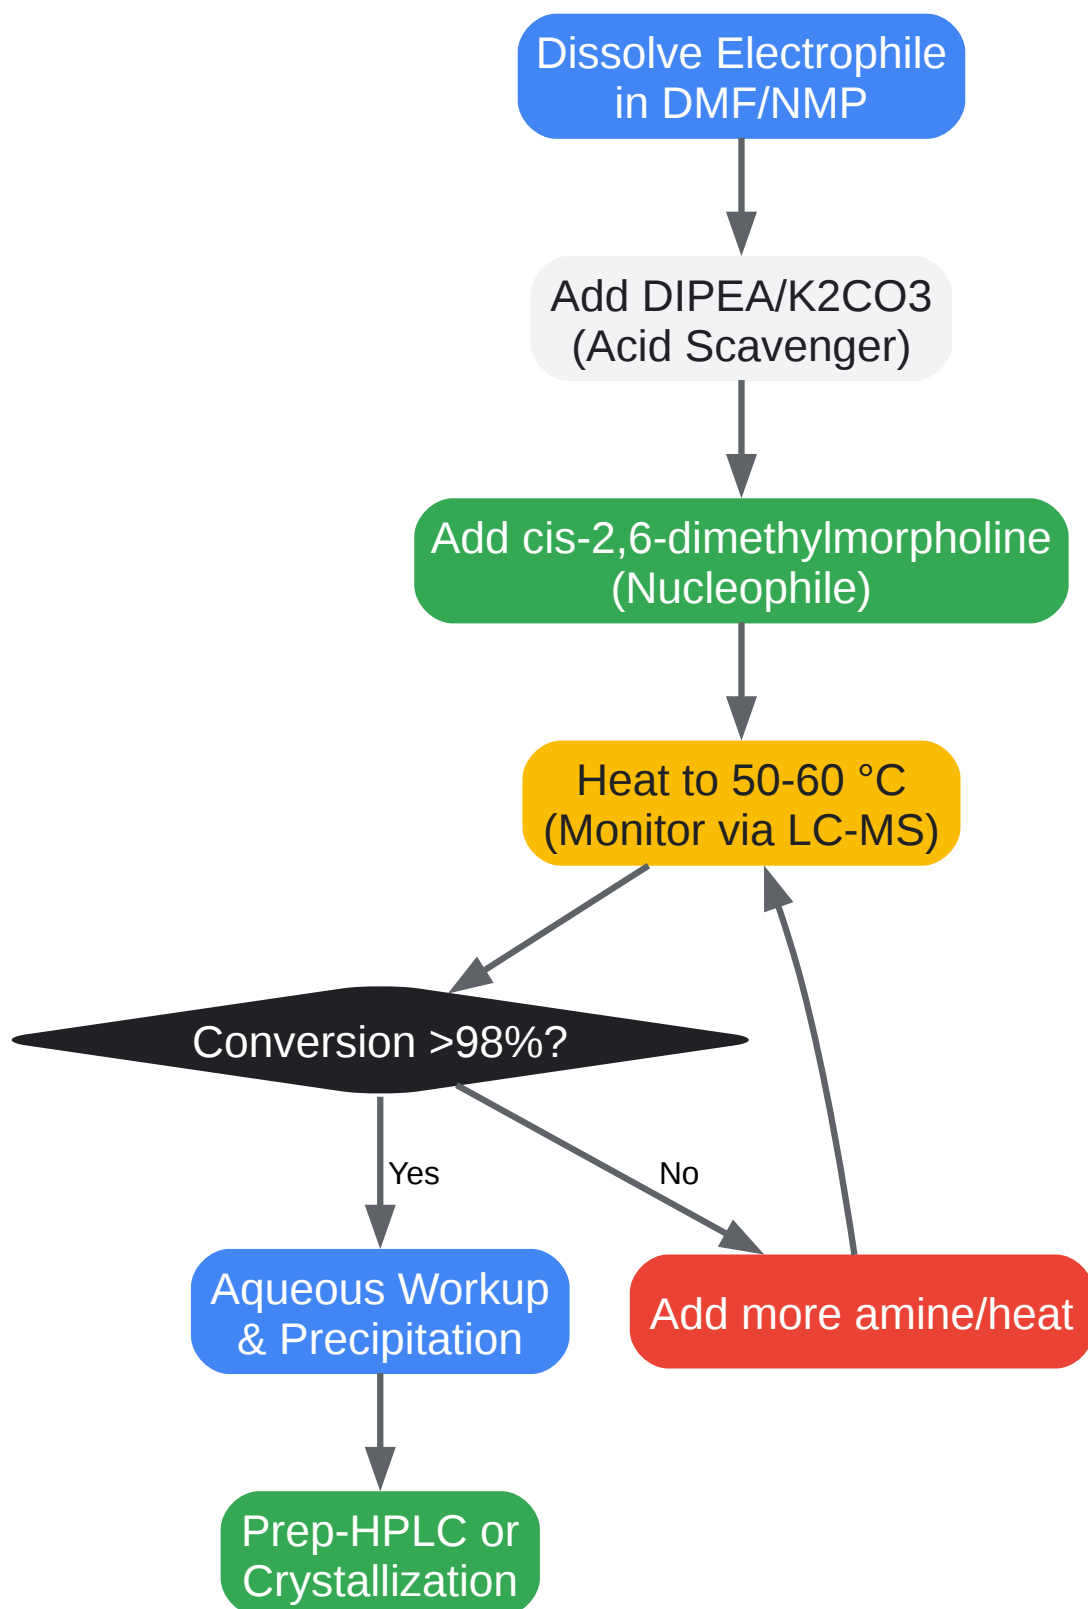 Dissolve Electrophile
in DMF/NMP
Add DIPEA/K2CO3
(Acid Scavenger)
Add cis-2,6-dimethylmorpholine
(Nucleophile)
Heat to 50-60 °C
(Monitor via LC-MS)
Conversion >98%?
Yes
No
Aqueous Workup
& Precipitation
Add more amine/heat
Prep-HPLC or
Crystallization